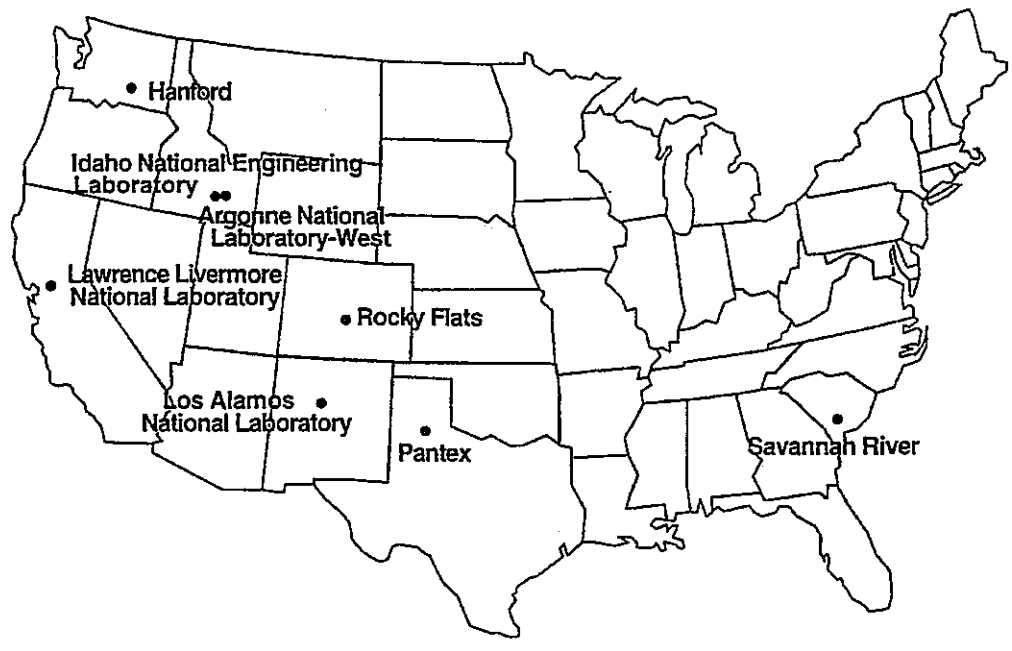 Hanford
Idaho National Engineering
Laboratory
Argonne National
Laboratory-West
Lawrence Livermore
National Laboratory
Rocky Flats
Los Alamos
National Laboratory
Pantex
Savannah River